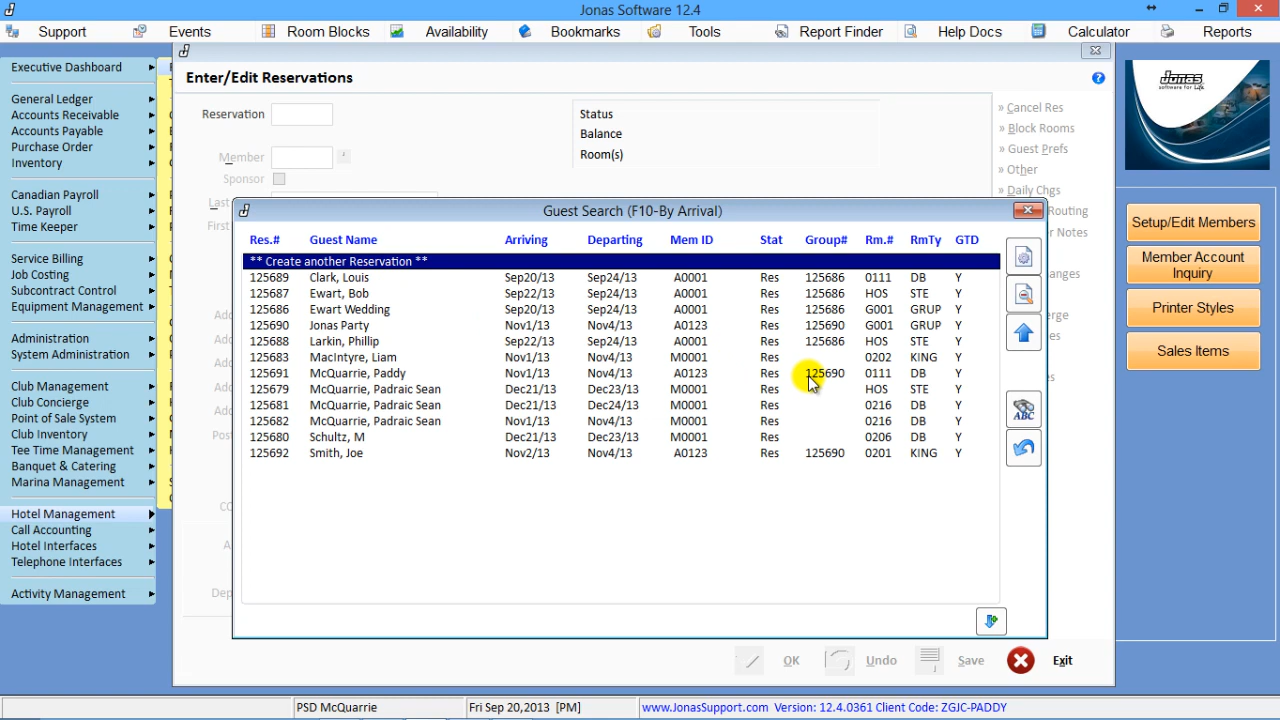 Jonas Software 12.4
Support Events Room Blocks Availability Bookmarks Tools Report Finder Help Docs Calculator Reports
Executive Dashboard
General Ledger
Accounts Receivable
Accounts Payable
Purchase Order
Inventory
Canadian Payroll
U.S. Payroll
Time Keeper
Service Billing
Job Costing
Subcontract Control
Equipment Management
Administration
System Administration
Club Management
Club Concierge
Point of Sale System
Club Inventory
Tee Time Management
Banquet & Catering
Marina Management
Hotel Management
Call Accounting
Hotel Interfaces
Telephone Interfaces
Activity Management
Enter/Edit Reservations
Reservation
Member
Sponsor
Status
Balance
Room(s)
» Cancel Res
» Block Rooms
» Guest Prefs
» Other
» Daily Chgs
Routing
Guest Search (F10-By Arrival)
Res.# Guest Name Arriving Departing Mem ID Stat Group# Rm.# RmTy GTD
** Create another Reservation **
125689 Clark, Louis Sep20/13 Sep24/13 A0001 Res 125686 0111 DB Y
125687 Ewart, Bob Sep22/13 Sep24/13 A0001 Res 125686 HOS STE Y
125686 Ewart Wedding Sep20/13 Sep24/13 A0001 Res 125686 G001 GRUP Y
125690 Jonas Party Nov1/13 Nov4/13 A0123 Res 125690 G001 GRUP Y
125688 Larkin, Phillip Sep22/13 Sep24/13 A0001 Res 125686 HOS STE Y
125683 MacIntyre, Liam Nov1/13 Nov4/13 M0001 Res 0202 KING Y
125691 McQuarrie, Paddy Nov1/13 Nov4/13 A0123 Res 125690 0111 DB Y
125679 McQuarrie, Padraic Sean Dec21/13 Dec23/13 M0001 Res HOS STE Y
125681 McQuarrie, Padraic Sean Dec21/13 Dec24/13 M0001 Res 0216 DB Y
125682 McQuarrie, Padraic Sean Nov1/13 Nov4/13 M0001 Res 0216 DB Y
125680 Schultz, M Dec21/13 Dec23/13 M0001 Res 0206 DB Y
125692 Smith, Joe Nov2/13 Nov4/13 A0123 Res 125690 0201 KING Y
ABC
OK Undo Save Exit
Jonas
software for Life.
Setup/Edit Members
Member Account
Inquiry
Printer Styles
Sales Items
PSD McQuarrie Fri Sep 20,2013 [PM] www.JonasSupport.com Version: 12.4.0361 Client Code: ZGJC-PADDY